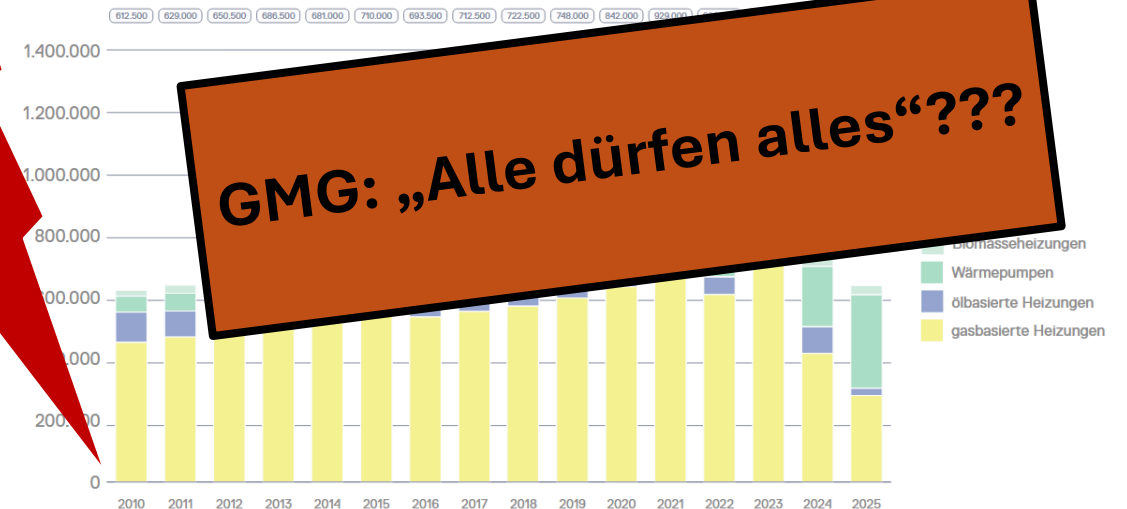 612.500 629.000 650.500 686.500 681.000 710.000 693.500 712.500 722.500 748.000 842.000 929.000
1.400.000
1.200.000
1.000.000
GMG: „Alle dürfen alles“???
800.000
Biomasseheizungen
Wärmepumpen
ölbasierte Heizungen
gasbasierte Heizungen
0
2010 2011 2012 2013 2014 2015 2016 2017 2018 2019 2020 2021 2022 2023 2024 2025